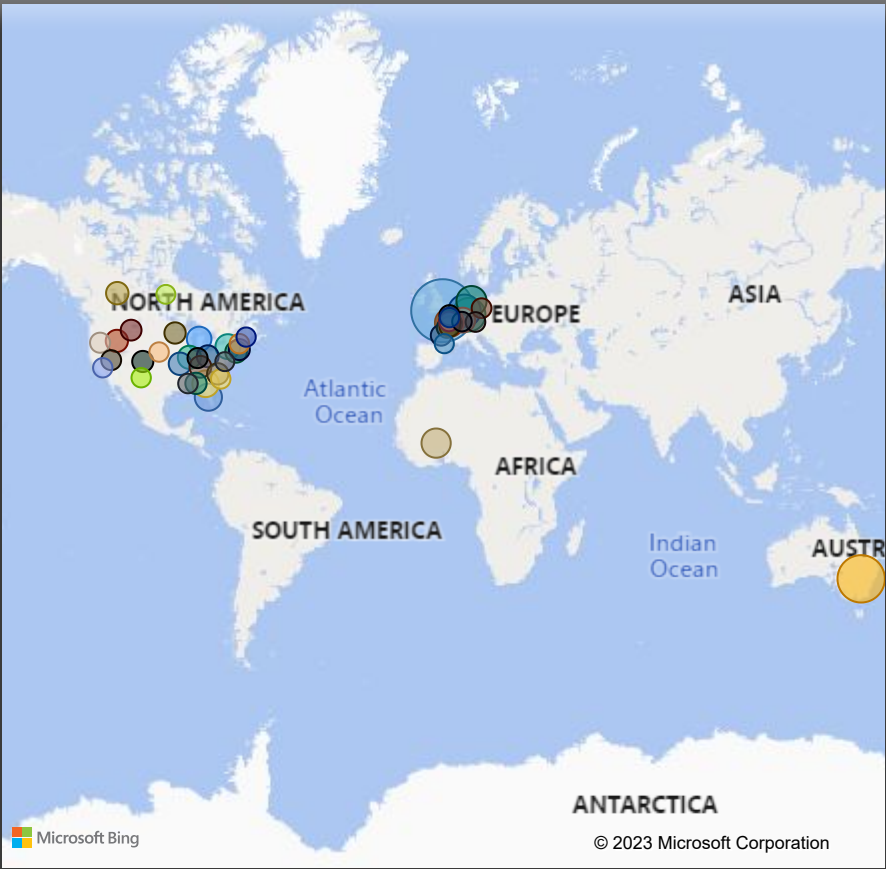 NORTH AMERICA
EUROPE
ASIA
Atlantic
Ocean
AFRICA
SOUTH AMERICA
Indian
Ocean
AUSTR
ANTARCTICA
Microsoft Bing
© 2023 Microsoft Corporation